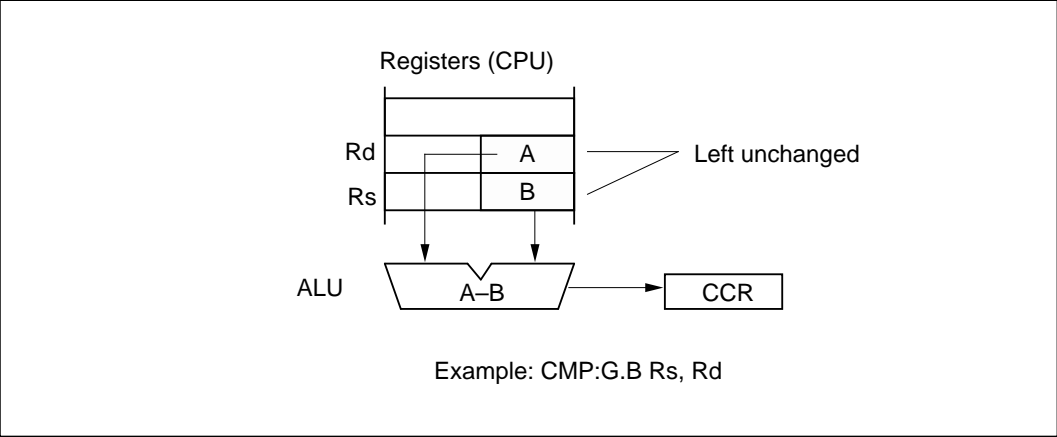 Registers (CPU)
Rd
A
Left unchanged
Rs
B
ALU
A–B
CCR
Example: CMP:G.B Rs, Rd